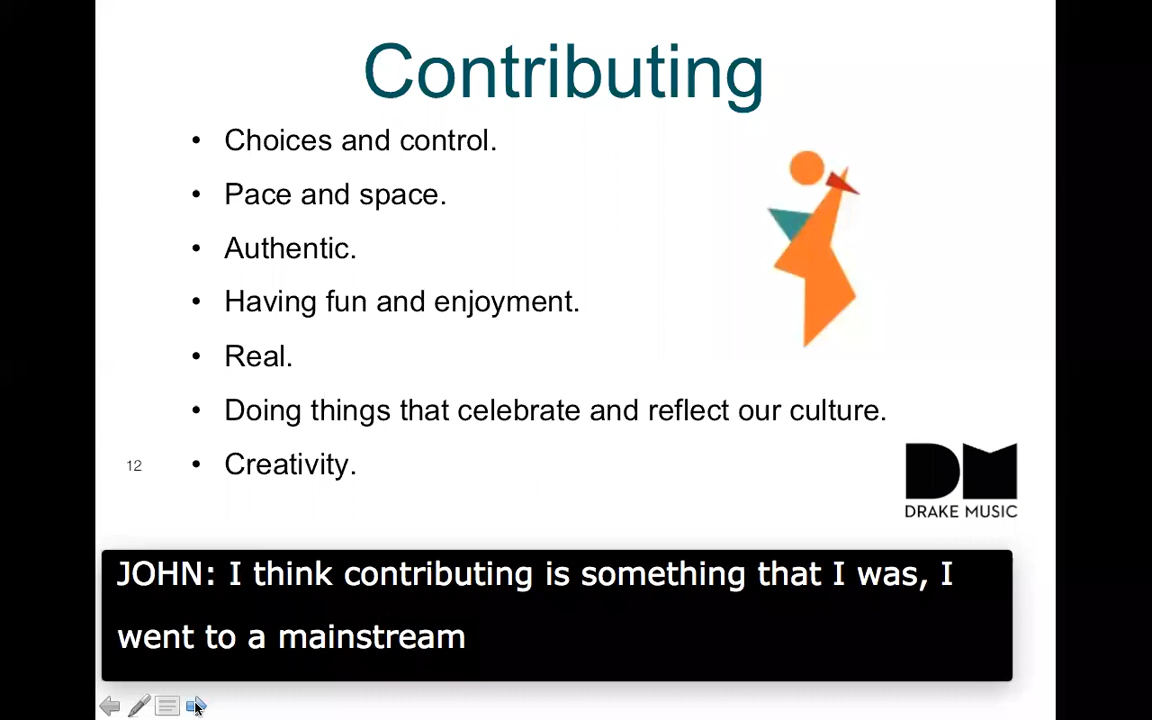 Contributing
• Choices and control.
• Pace and space.
• Authentic.
• Having fun and enjoyment.
• Real.
• Doing things that celebrate and reflect our culture.
12 • Creativity.
DM
DRAKE MUSIC
JOHN: I think contributing is something that I was, I
went to a mainstream